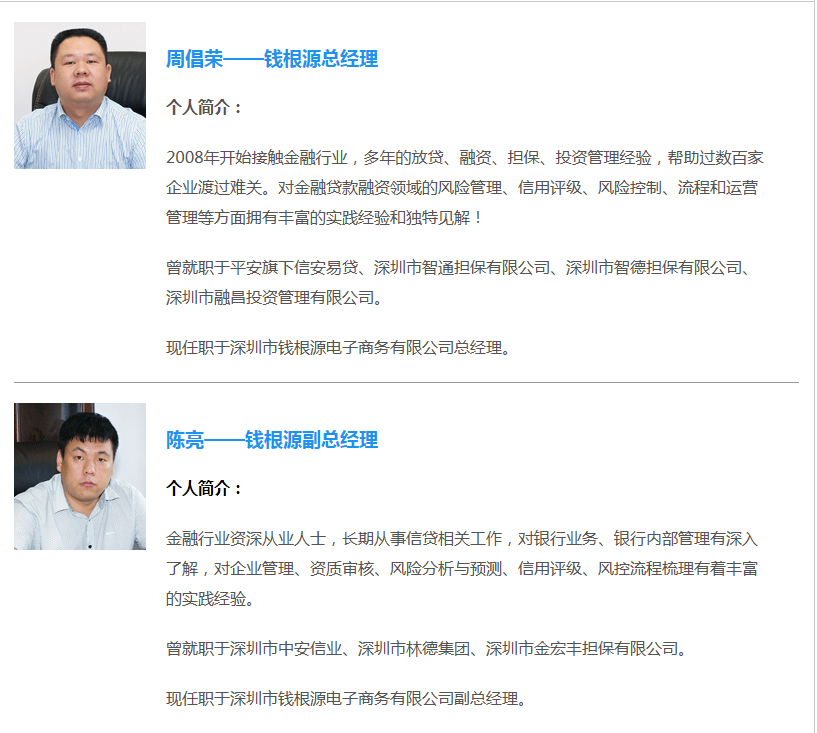 周倡荣——钱根源总经理
个人简介：
2008年开始接触金融行业，多年的放贷、融资、担保、投资管理经验，帮助过数百家
企业渡过难关。对金融贷款融资领域的风险管理、信用评级、风险控制、流程和运营
管理等方面拥有丰富的实践经验和独特见解！
曾就职于平安旗下信安易贷、深圳市智通担保有限公司、深圳市智德担保有限公司、
深圳市融昌投资管理有限公司。
现任职于深圳市钱根源电子商务有限公司总经理。
陈亮——钱根源副总经理
个人简介：
金融行业资深从业人士，长期从事信贷相关工作，对银行业务、银行内部管理有深入
了解，对企业管理、资质审核、风险分析与预测、信用评级、风控流程梳理有着丰富
的实践经验。
曾就职于深圳市中安信业、深圳市林德集团、深圳市金宏丰担保有限公司。
现任职于深圳市钱根源电子商务有限公司副总经理。